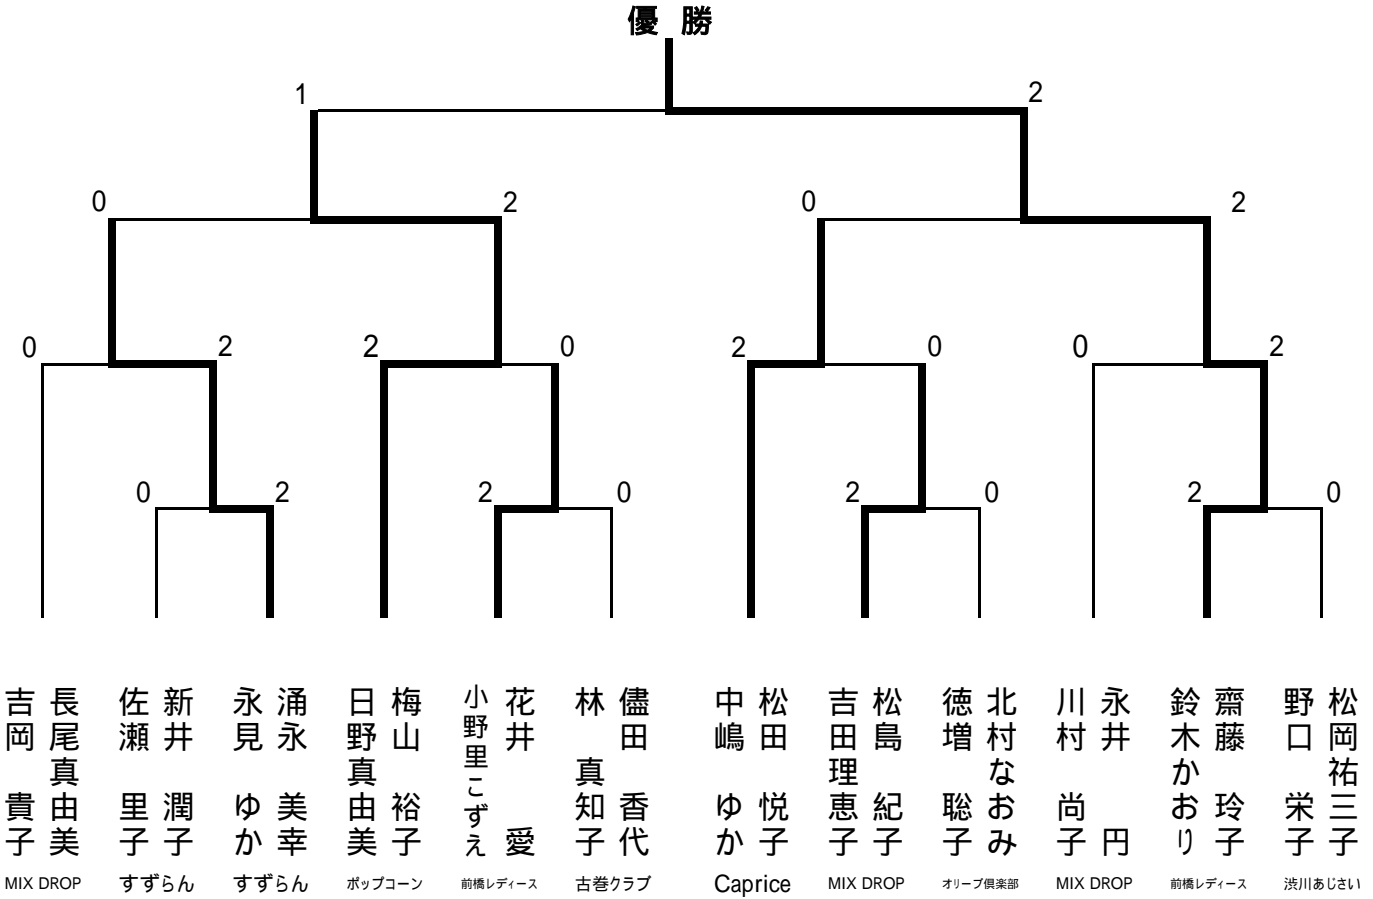 優 勝
1 2
0 2 0 2
0 2 2 0 2 0 0 2
0 2 2 0 2 0 2 0
長尾真由美
吉岡 貴子
MIX DROP
新井 潤子
佐瀬 里子
すずらん
涌永 美幸
永見 ゆか
すずらん
梅山 裕子
日野真由美
ポップコーン
花井 愛
小野里こずえ
前橋レディース
儘田 香代
林 真知子
古巻クラブ
松田 悦子
中嶋 ゆか
Caprice
松島 紀子
吉田理恵子
MIX DROP
北村なおみ
徳増 聡子
オリーブ倶楽部
永井 円
川村 尚子
MIX DROP
齋藤 玲子
鈴木かおり
前橋レディース
松岡祐三子
野口 栄子
渋川あじさい